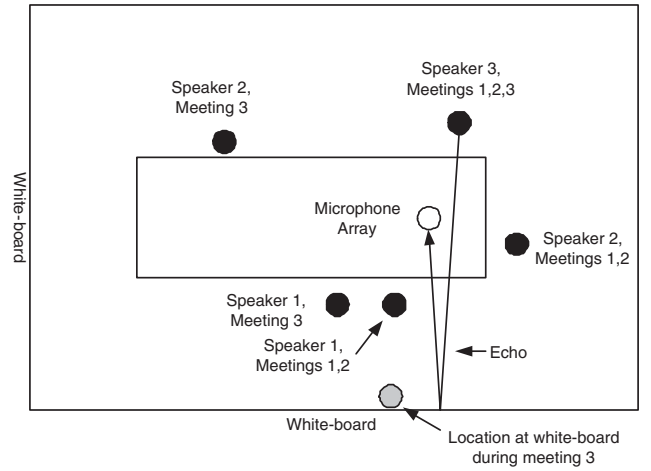 Speaker 3,
Meetings 1,2,3
Speaker 2,
Meeting 3
White-board
Microphone
Array
Speaker 2,
Meetings 1,2
Speaker 1,
Meeting 3
Speaker 1,
Meetings 1,2
Echo
White-board
Location at white-board
during meeting 3